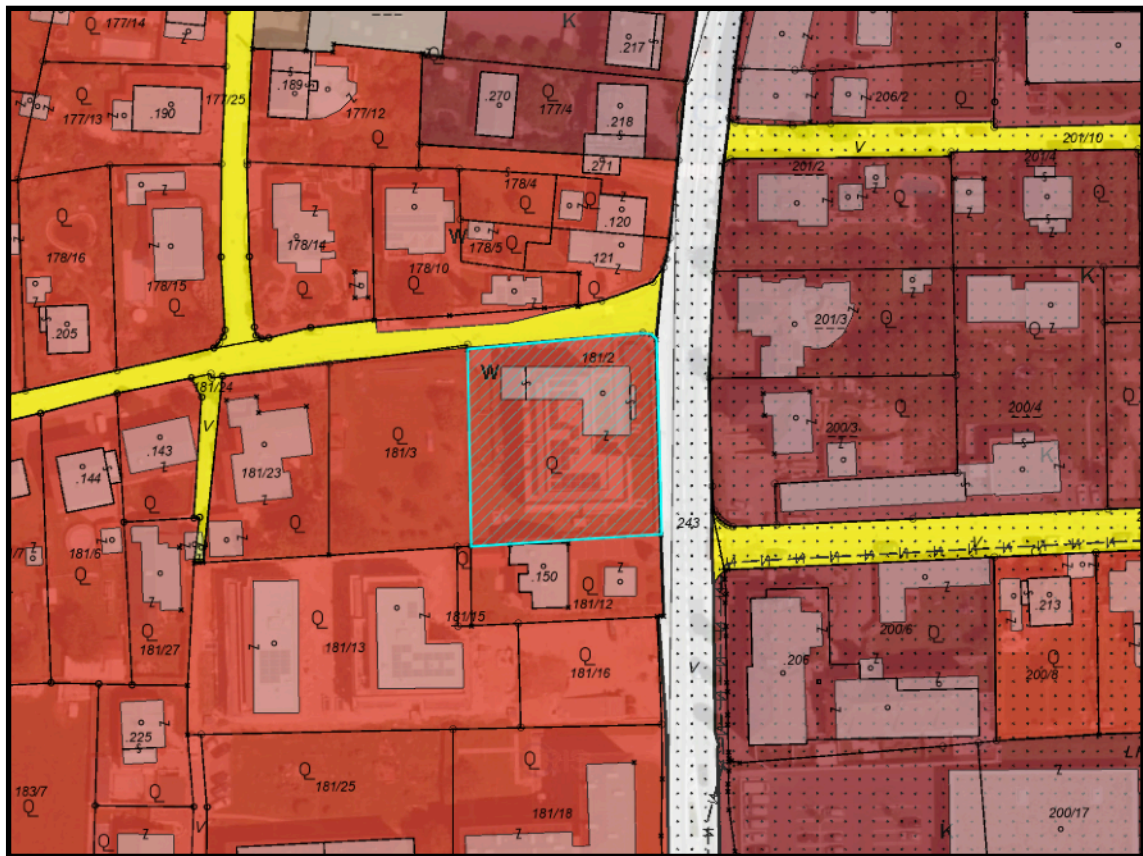 177/14
Q
K
.217
S
Z
.189
S
Z
177/12
Q
Q
177/13
Z
.190
177/25
.270
177/4
Q
.218
S
.271
206/2
Q
Z
V
201/10
201/2
201/4
Q
Z
Q
S
178/16
Q
178/15
Q
Z
178/14
Q
Z
178/10
Q
W
178/4
Q
178/5
Q
.120
Q
121
Q
.205
S
Z
201/3
Q
K
Q
181/24
V
W
181/2
Q
S
Z
.143
Z
Q
.144
S
181/23
Z
Q
Q
181/3
Q
200/3
Z
200/4
S
K
Q
243
181/6
Q
Z
181/27
Q
181/13
Q
Z
181/15
.150
Z
181/12
Q
181/16
Q
V
V
.206
Z
200/6
Q
.213
S
Z
200/8
Q
.225
S
Z
Q
183/7
Q
V
181/25
Q
181/18
Q
Z
K
200/17
Z